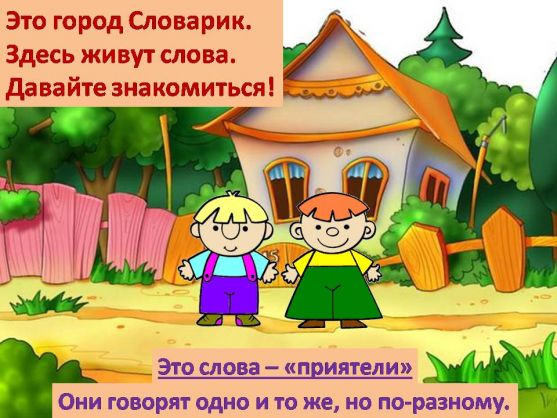 Это город Словарик.
Здесь живут слова.
Давайте знакомиться!
Это слова – «приятели»
Они говорят одно и то же, но по-разному.